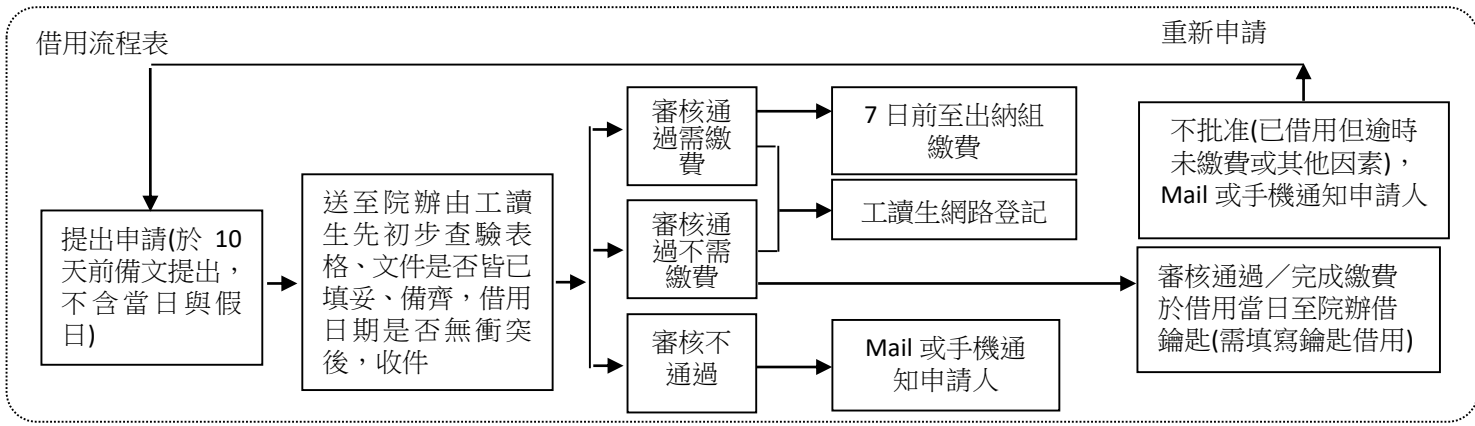 借用流程表
重新申請
提出申請(於 10
天前備文提出，
不含當日與假
日)
送至院辦由工讀
生先初步查驗表
格、文件是否皆已
填妥、備齊，借用
日期是否無衝突
後，收件
審核通
過需繳
費
審核通
過不需
繳費
審核不
通過
7 日前至出納組
繳費
工讀生網路登記
Mail 或手機通
知申請人
不批准(已借用但逾時
未繳費或其他因素)，
Mail 或手機通知申請人
審核通過／完成繳費
於借用當日至院辦借
鑰匙(需填寫鑰匙借用)